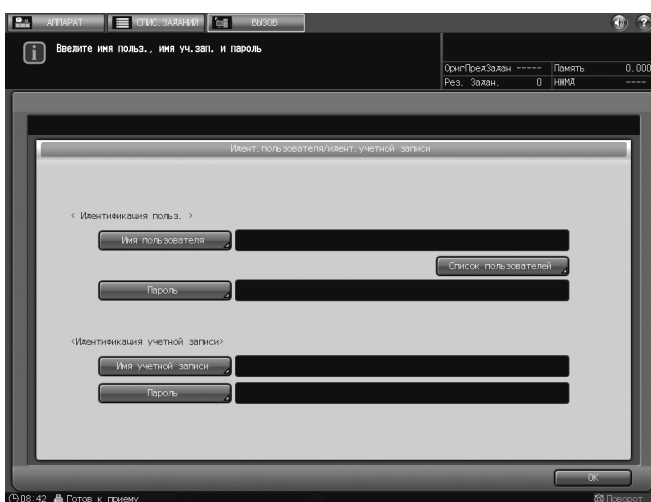 АППАРАТ СПИС. ЗАДАНИЙ ВЫЗОВ
Введите имя польз., имя уч.зап. и пароль
ОригПредЗадан ----- Память 0.000
Рез. Задан. 0 НЖМД ----
Идент.пользователя/идент.учетной записи
< Идентификация польз. >
Имя пользователя
Список пользователей
Пароль
<Идентификация учетной записи>
Имя учетной записи
Пароль
OK
08:42 Готов к приему Поворот